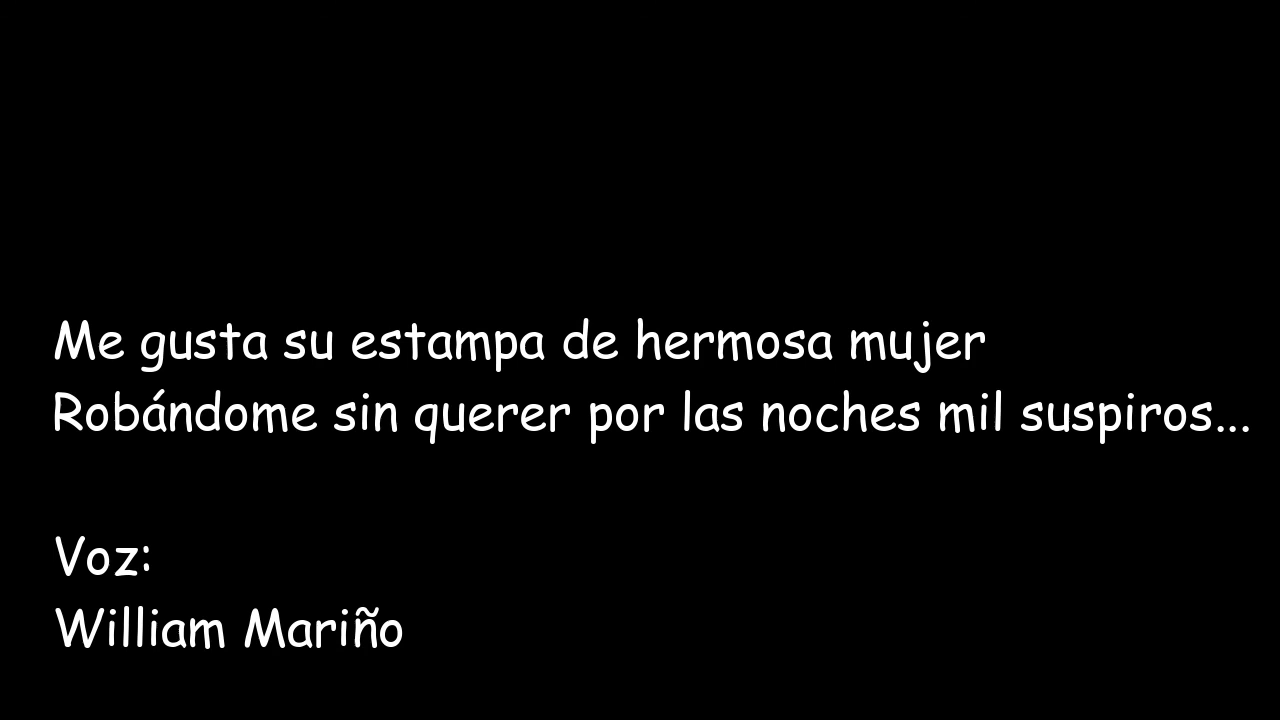 Me gusta su estampa de hermosa mujer
Robándome sin querer por las noches mil suspiros...
Voz:
William Mariño